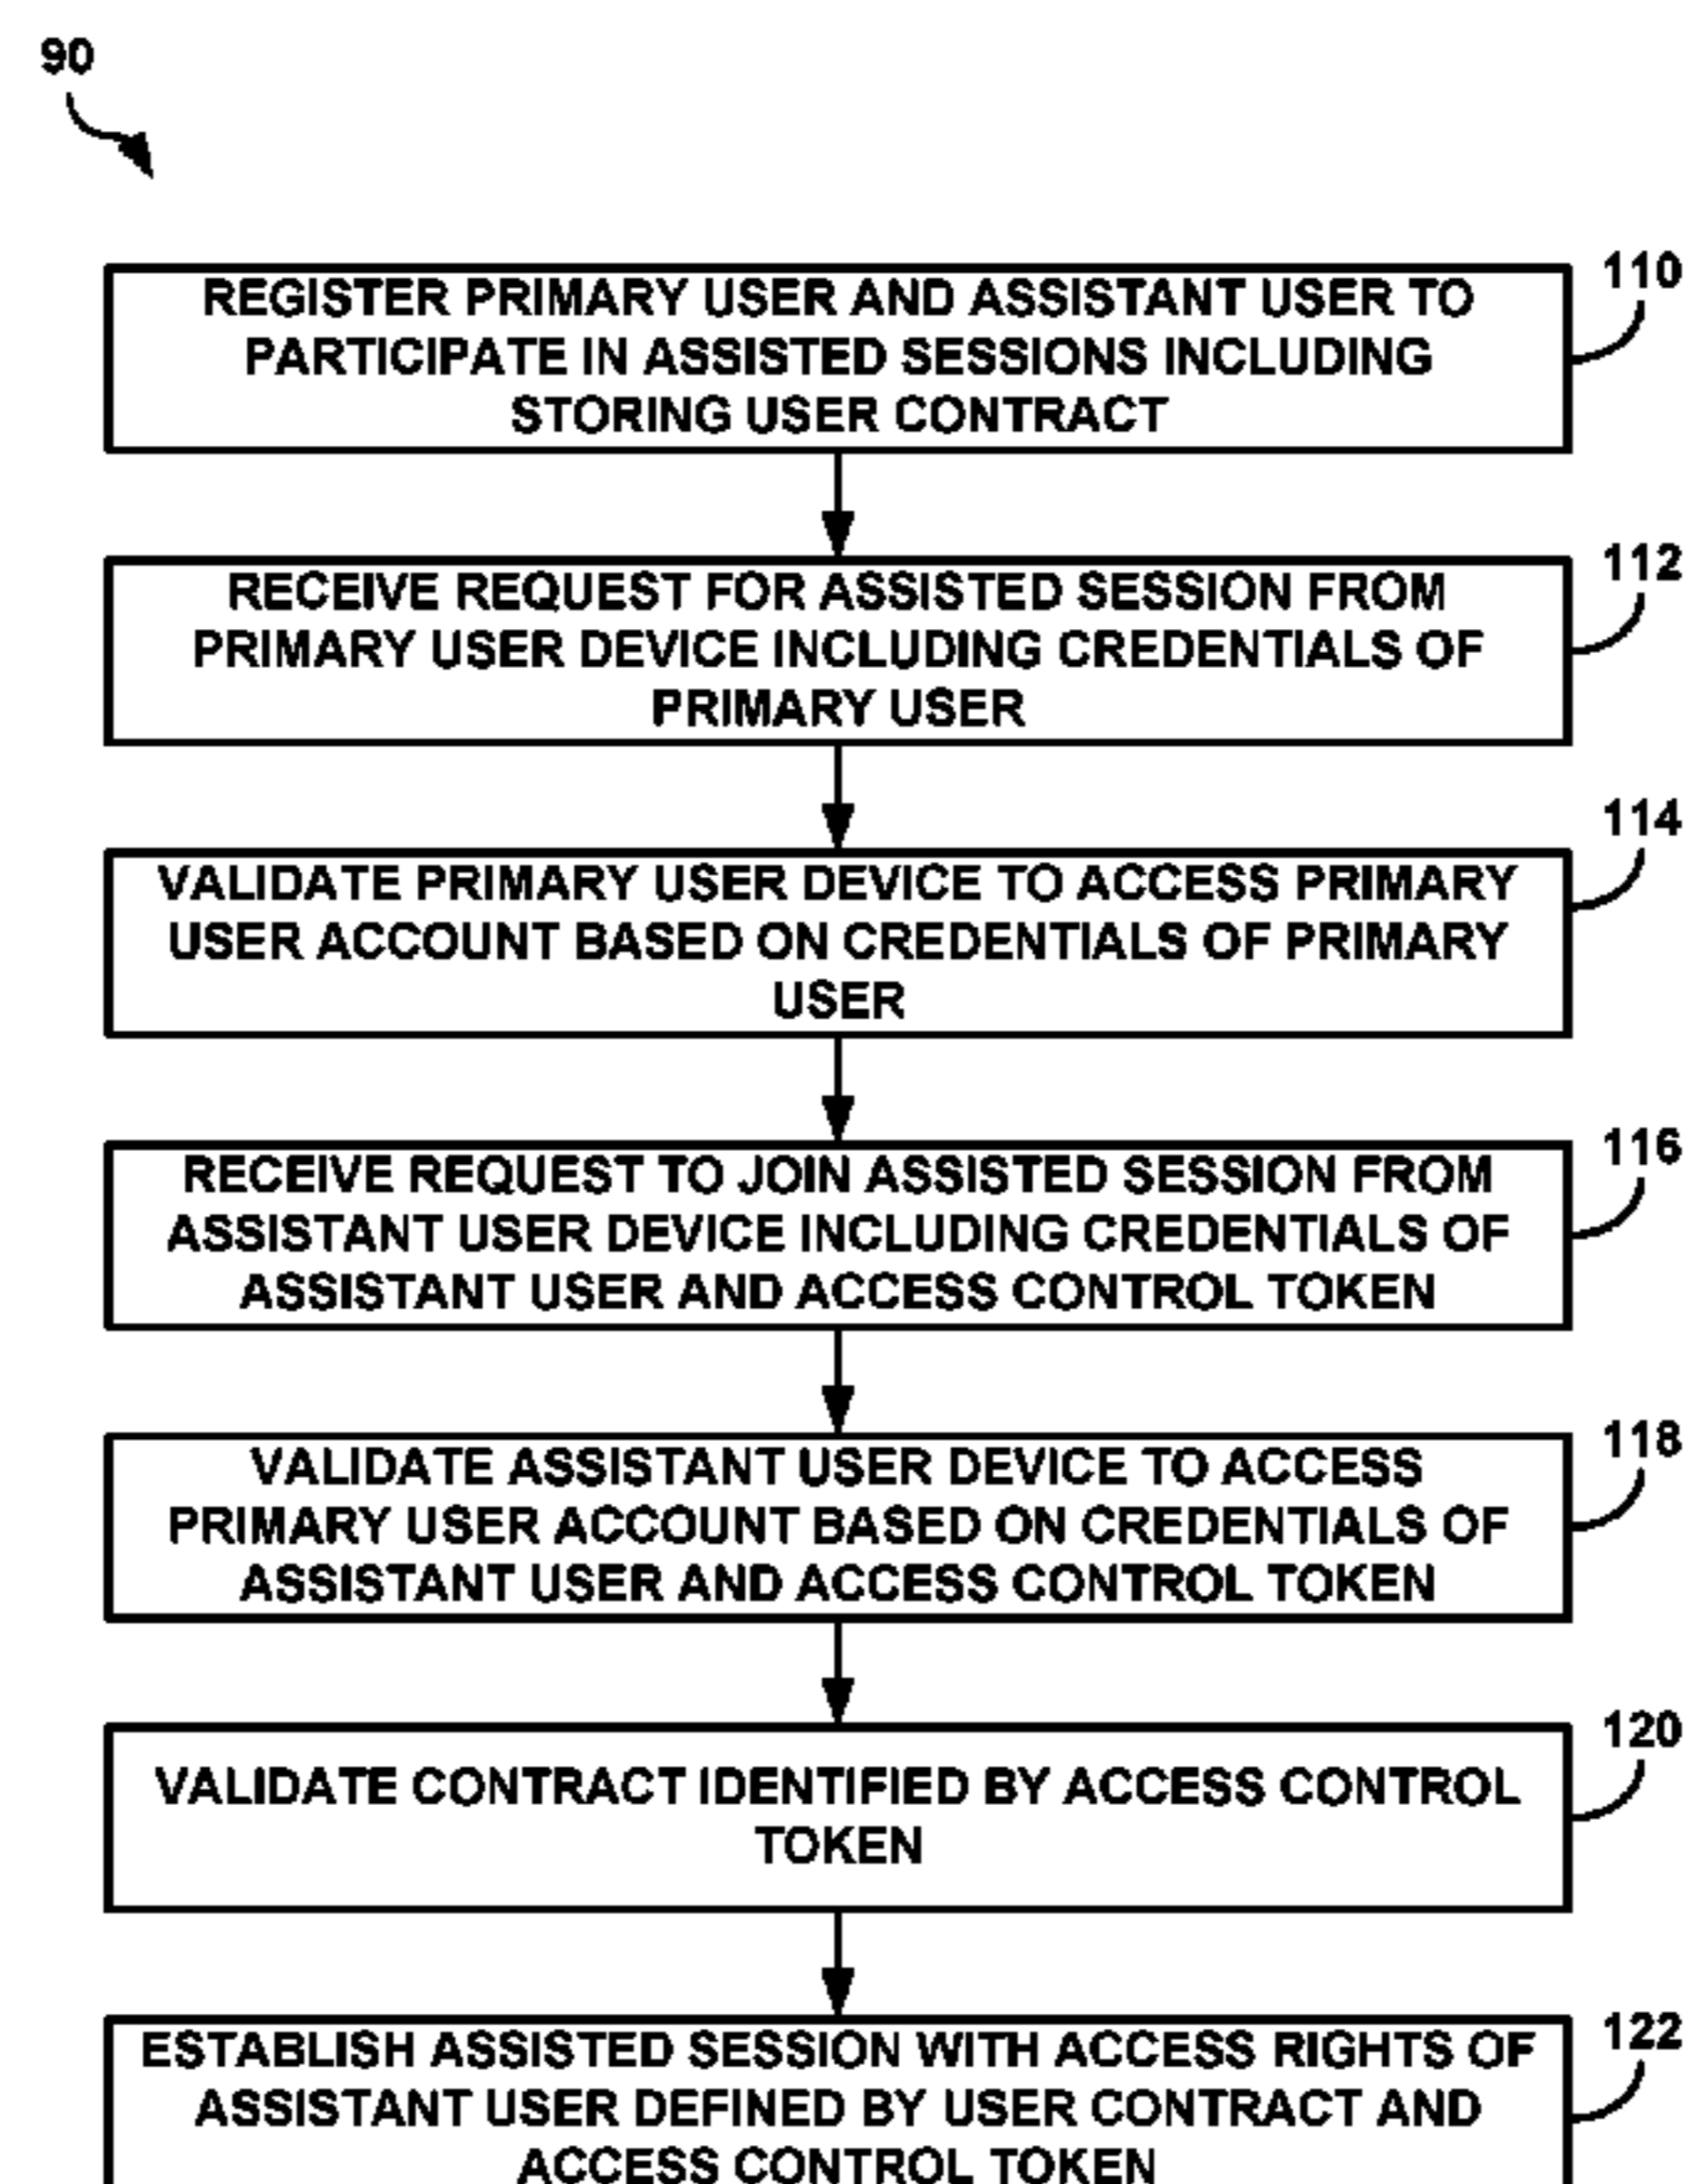 90
REGISTER PRIMARY USER AND ASSISTANT USER TO
PARTICIPATE IN ASSISTED SESSIONS INCLUDING
STORING USER CONTRACT
110
RECEIVE REQUEST FOR ASSISTED SESSION FROM
PRIMARY USER DEVICE INCLUDING CREDENTIALS OF
PRIMARY USER
112
VALIDATE PRIMARY USER DEVICE TO ACCESS PRIMARY
USER ACCOUNT BASED ON CREDENTIALS OF PRIMARY
USER
114
RECEIVE REQUEST TO JOIN ASSISTED SESSION FROM
ASSISTANT USER DEVICE INCLUDING CREDENTIALS OF
ASSISTANT USER AND ACCESS CONTROL TOKEN
116
VALIDATE ASSISTANT USER DEVICE TO ACCESS
PRIMARY USER ACCOUNT BASED ON CREDENTIALS OF
ASSISTANT USER AND ACCESS CONTROL TOKEN
118
VALIDATE CONTRACT IDENTIFIED BY ACCESS CONTROL
TOKEN
120
ESTABLISH ASSISTED SESSION WITH ACCESS RIGHTS OF
ASSISTANT USER DEFINED BY USER CONTRACT AND
ACCESS CONTROL TOKEN
122